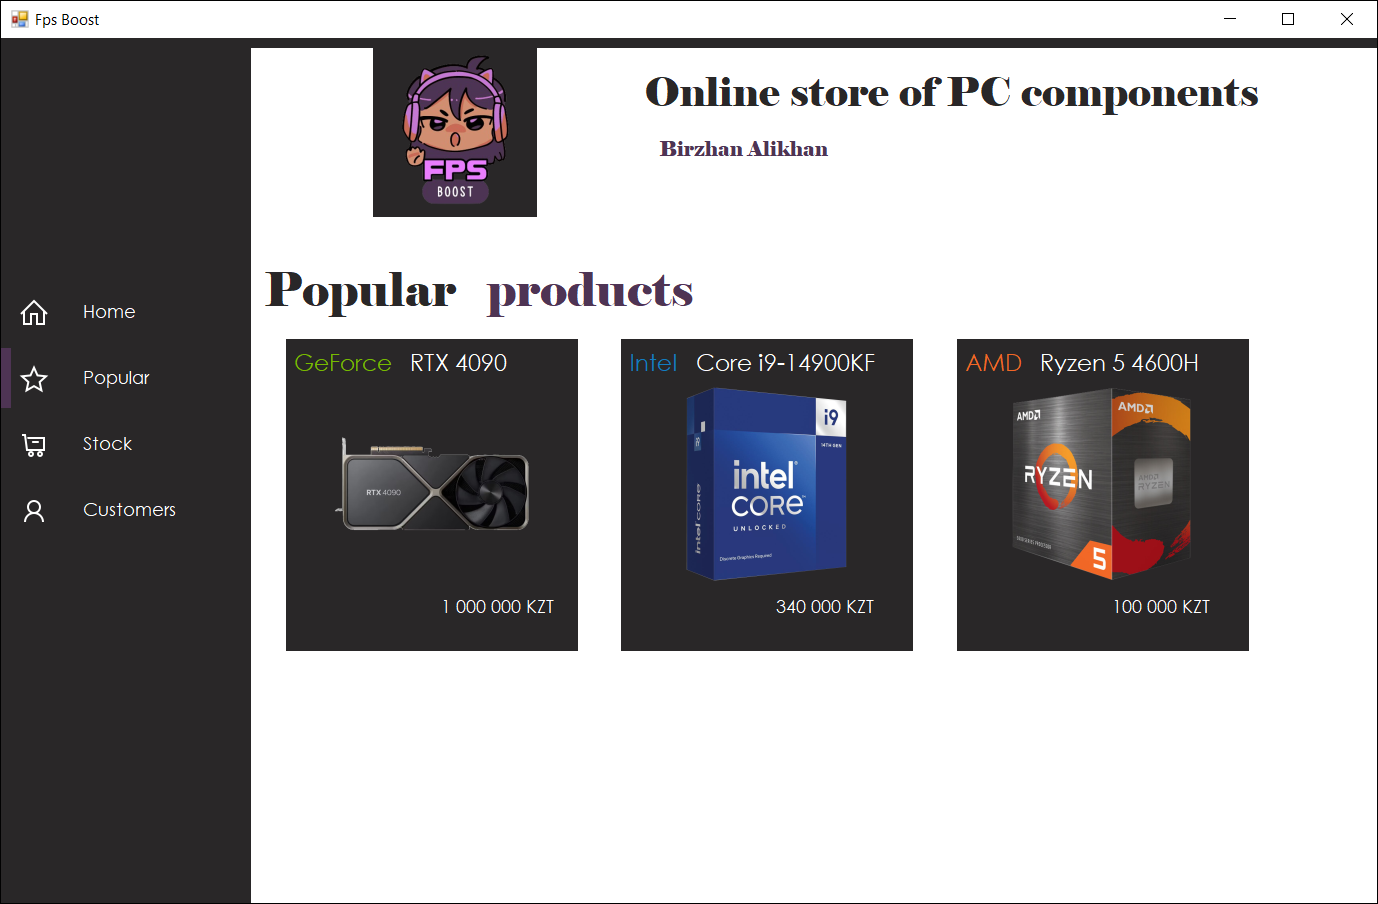 Fps Boost
FPS
BOOST
Online store of PC components
Birzhan Alikhan
Home
Popular
Stock
Customers
Popular products
GeForce RTX 4090
RTX 4090
1 000 000 KZT
Intel Core i9-14900KF
i9
14TH GEN
intel
CORE
UNLOCKED
Discrete Graphics Required
intel CORE
340 000 KZT
AMD Ryzen 5 4600H
AMD
RYZEN
5
AMD
AMD
RYZEN
100 000 KZT